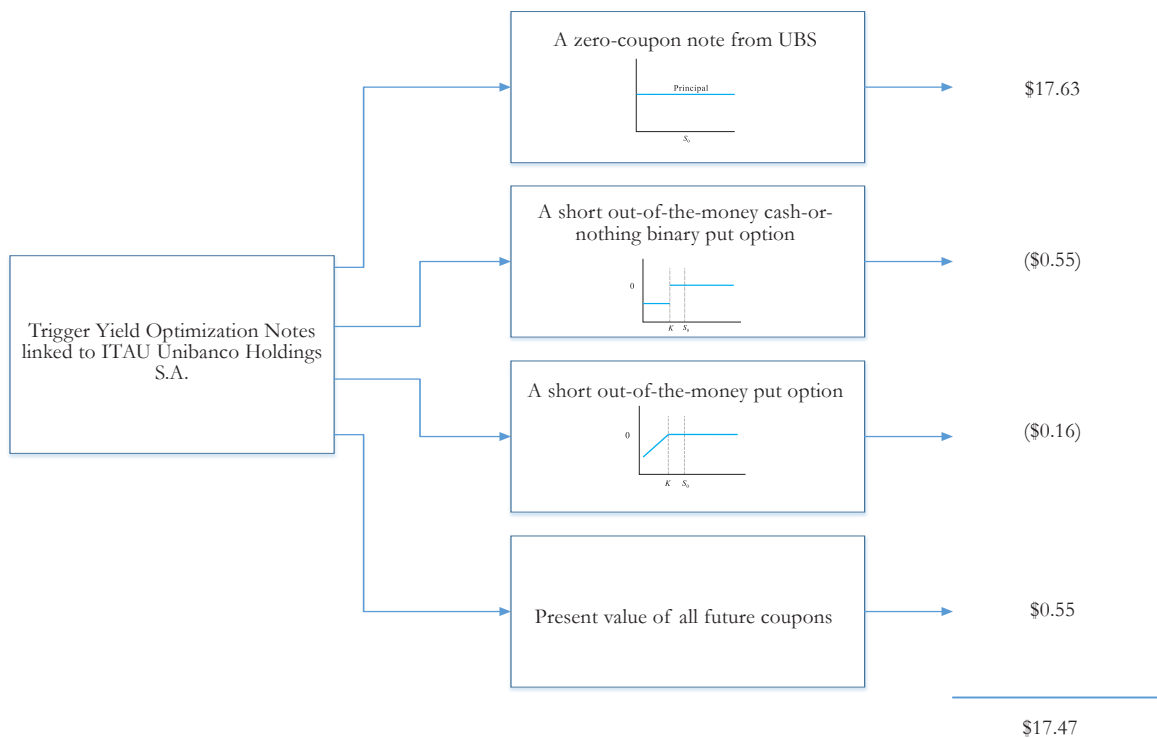 A zero-coupon note from UBS
Principal
S0
$17.63
A short out-of-the-money cash-or-
nothing binary put option
0
K S0
($0.55)
Trigger Yield Optimization Notes
linked to ITAU Unibanco Holdings
S.A.
A short out-of-the-money put option
0
K S0
($0.16)
Present value of all future coupons
$0.55
$17.47